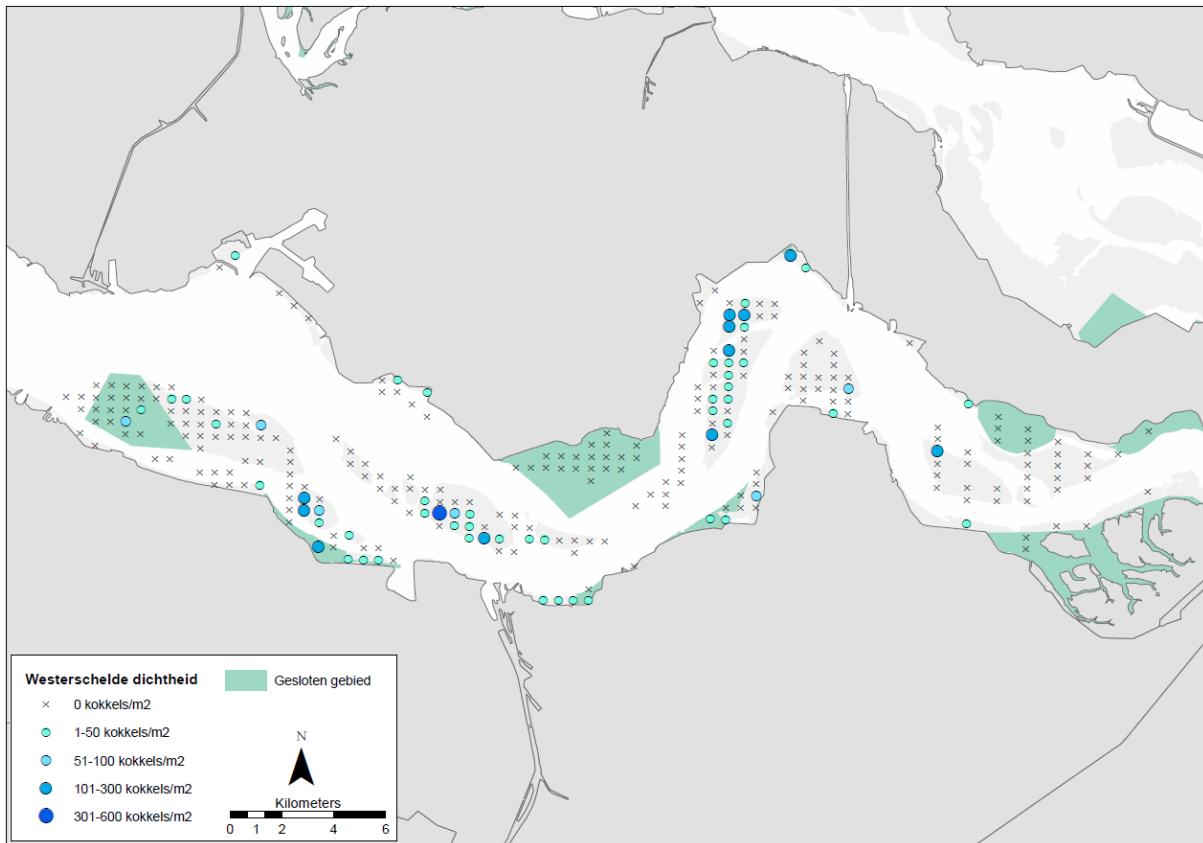 Westerschelde dichtheid
0 kokkels/m2
1-50 kokkels/m2
51-100 kokkels/m2
101-300 kokkels/m2
301-600 kokkels/m2
Gesloten gebied
N
Kilometers
0 1 2 4 6